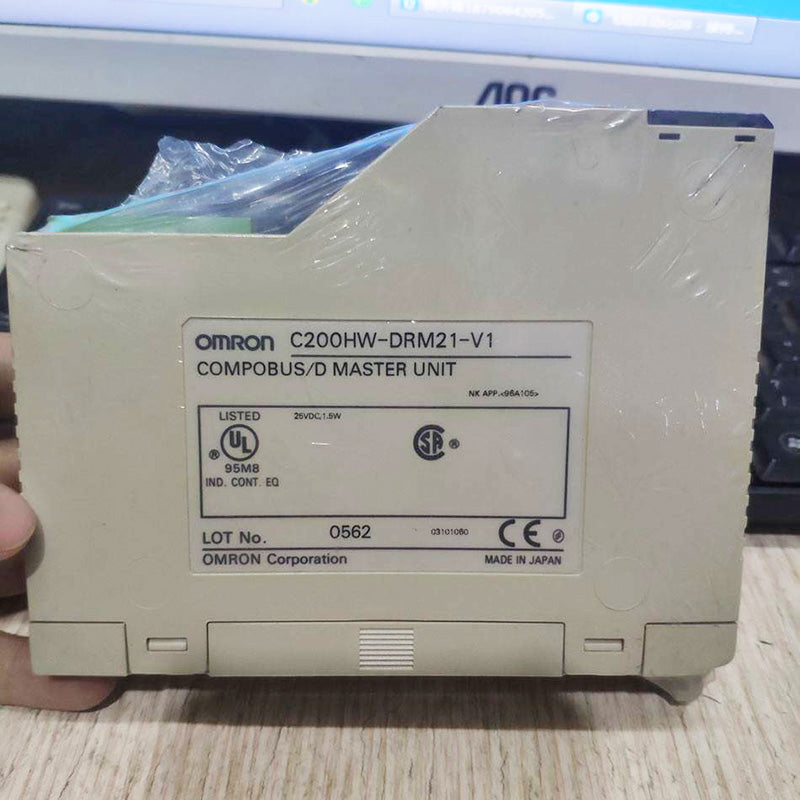 AOC
OMRON C200HW-DRM21-V1
COMPOBUS/D MASTER UNIT
NK APP.<96A105>
LISTED 25VDC,1.5W
UL SA
95M8
IND. CONT. EQ
LOT No. 0562 03101060 CE
OMRON Corporation MADE IN JAPAN